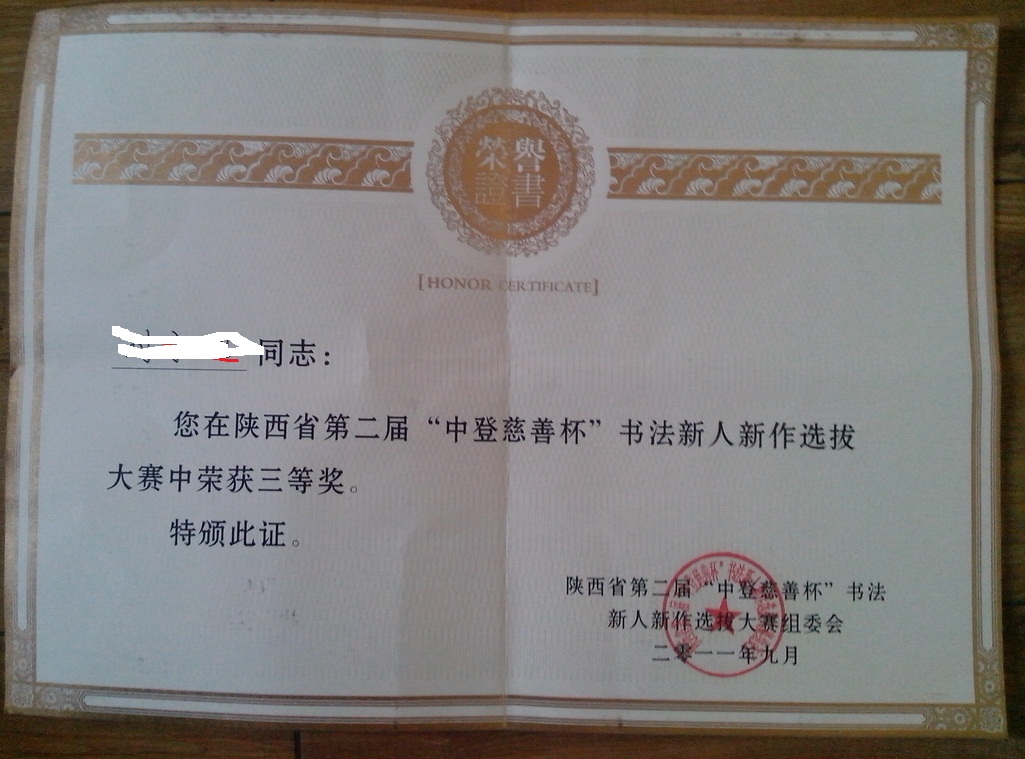 榮譽
證書
[HONOR CERTIFICATE]
同志：
您在陕西省第二届“中登慈善杯”书法新人新作选拔
大赛中荣获三等奖。
特颁此证。
陕西省第二届“中登慈善杯”书法
新人新作选拔大赛组委会
二零一一年九月